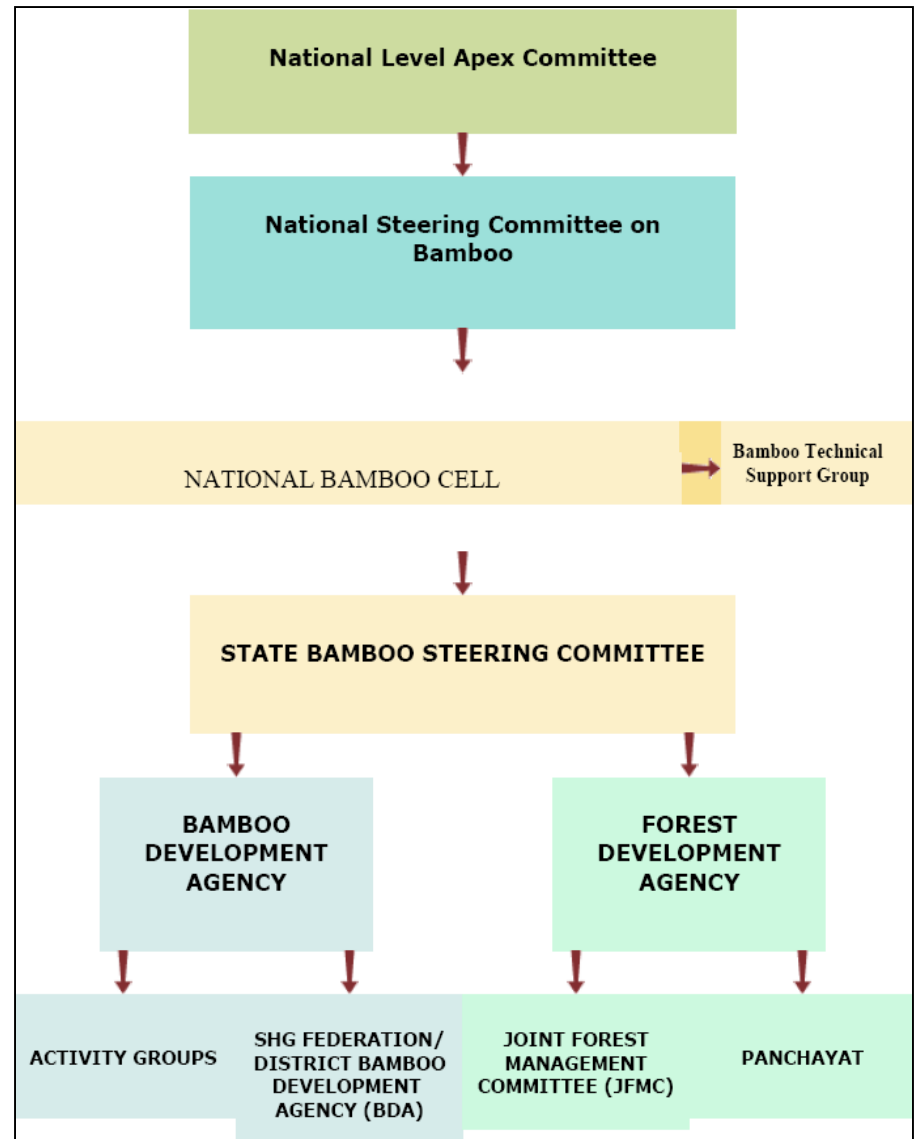 National Level Apex Committee
National Steering Committee on
Bamboo
NATIONAL BAMBOO CELL
Bamboo Technical
Support Group
STATE BAMBOO STEERING COMMITTEE
BAMBOO
DEVELOPMENT
AGENCY
FOREST
DEVELOPMENT
AGENCY
ACTIVITY GROUPS
SHG FEDERATION/
DISTRICT BAMBOO
DEVELOPMENT
AGENCY (BDA)
JOINT FOREST
MANAGEMENT
COMMITTEE (JFMC)
PANCHAYAT